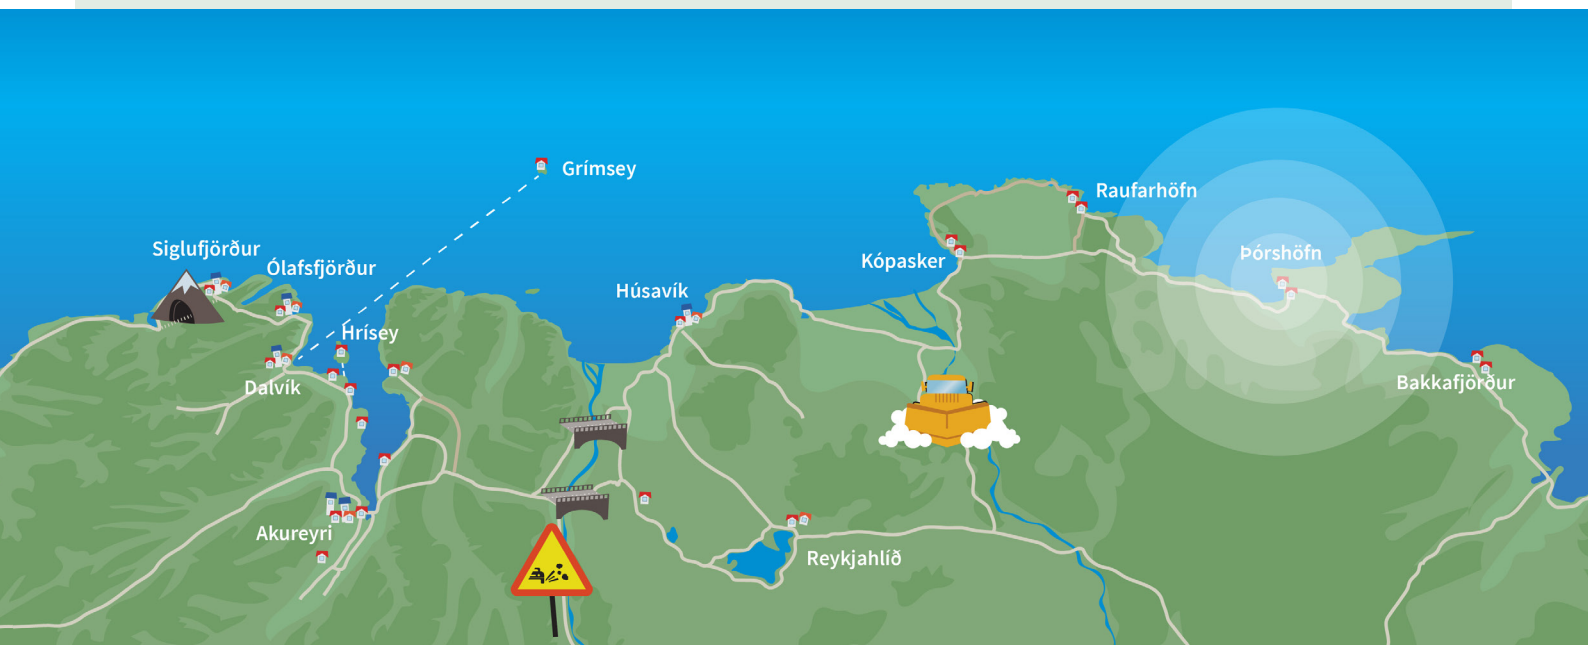 Grímsey
Raufarhöfn
Siglufjörður
Þórshöfn
Kópasker
Ólafsfjörður
Húsavík
Hrísey
Bakkafjörður
Dalvík
Akureyri
Reykjahlíð